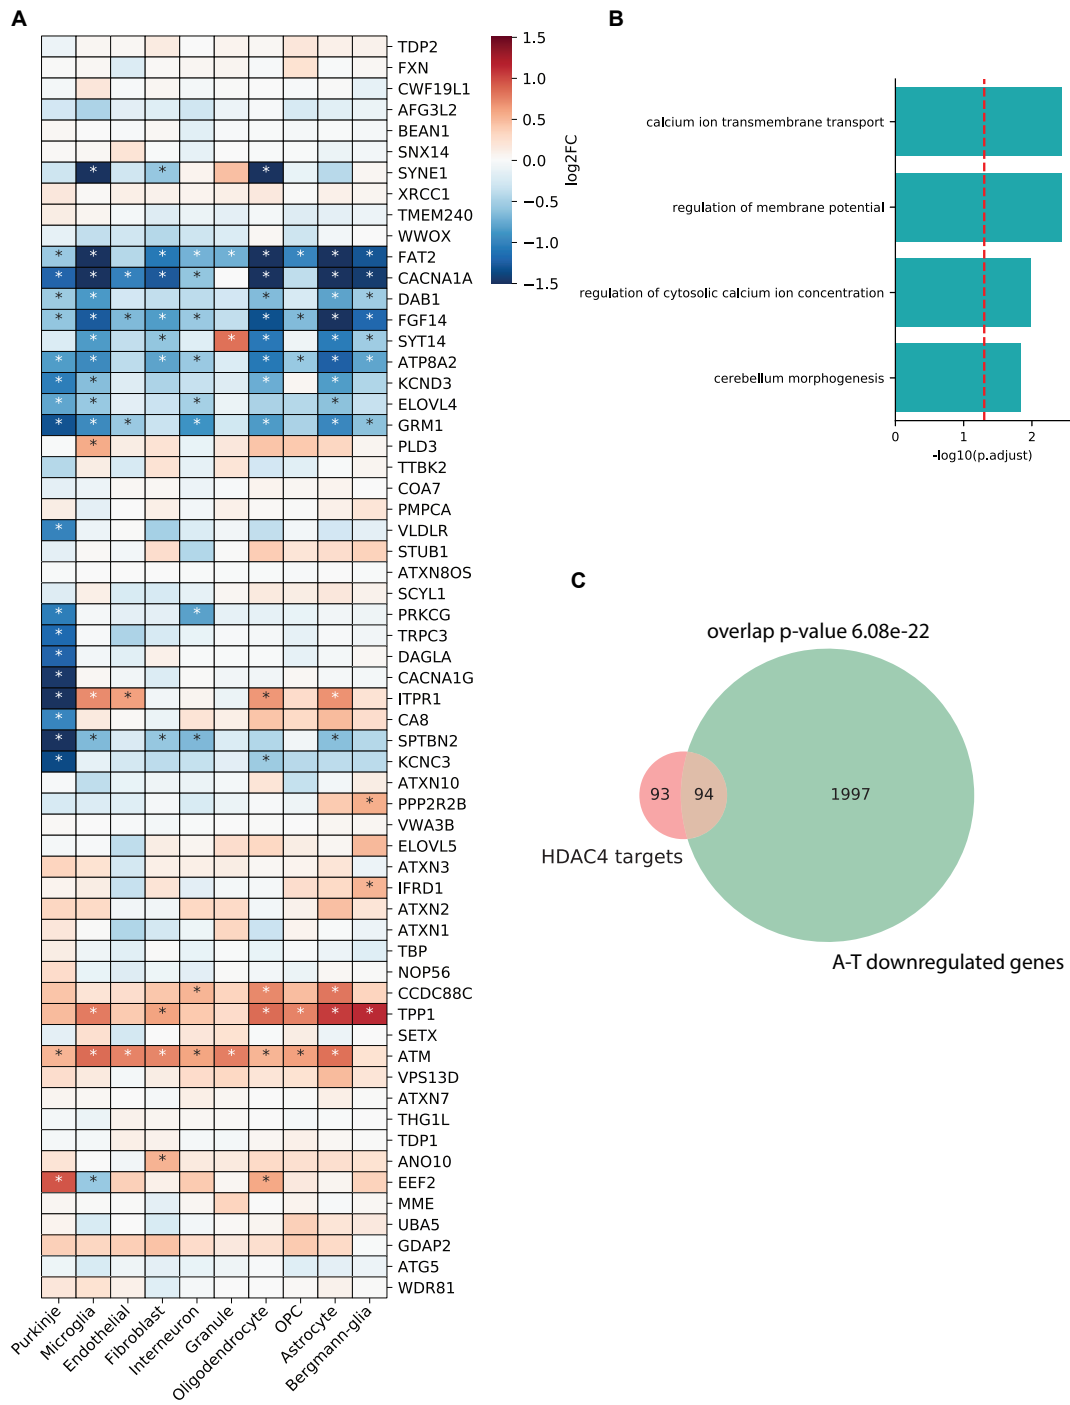 A
TDP2
FXN
CWF19L1
AFG3L2
BEAN1
SNX14
SYNE1
XRCC1
TMEM240
WWOX
FAT2
CACNA1A
DAB1
FGF14
SYT14
ATP8A2
KCND3
ELOVL4
GRM1
PLD3
TTBK2
COA7
PMPCA
VLDLR
STUB1
ATXN8OS
SCYL1
PRKCG
TRPC3
DAGLA
CACNA1G
ITPR1
CA8
SPTBN2
KCNC3
ATXN10
PPP2R2B
VWA3B
ELOVL5
ATXN3
IFRD1
ATXN2
ATXN1
TBP
NOP56
CCDC88C
TPP1
SETX
ATM
VPS13D
ATXN7
THG1L
TDP1
ANO10
EEF2
MME
UBA5
GDAP2
ATG5
WDR81
Purkinje
Microglia
Endothelial
Fibroblast
Interneuron
Granule
Oligodendrocyte
OPC
Astrocyte
Bergmann-glia
1.5
1.0
0.5
0.0
−0.5
−1.0
−1.5
log2FC
B
calcium ion transmembrane transport
regulation of membrane potential
regulation of cytosolic calcium ion concentration
cerebellum morphogenesis
0 1 2
-log10(p.adjust)
C
overlap p-value 6.08e-22
93 94 1997
HDAC4 targets
A-T downregulated genes